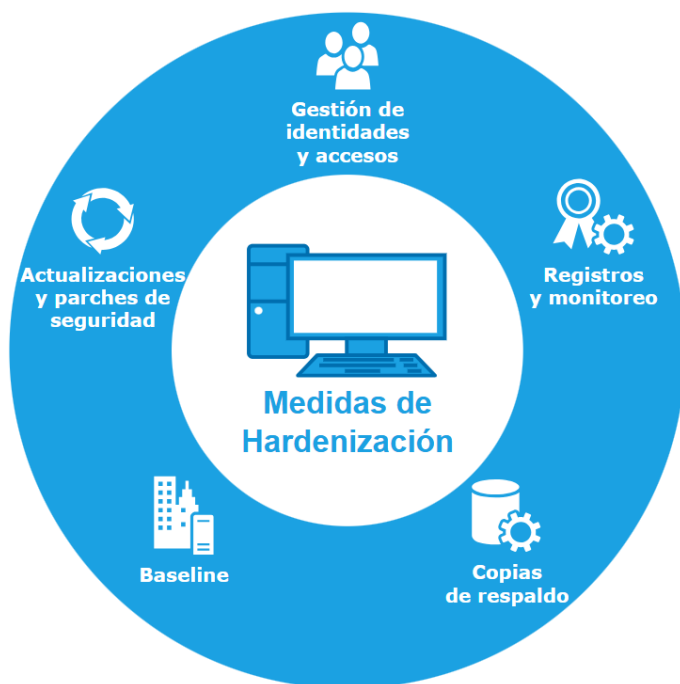 Gestión de
identidades
y accesos
Actualizaciones
y parches de
seguridad
Registros
y monitoreo
Medidas de
Hardenización
Baseline
Copias
de respaldo